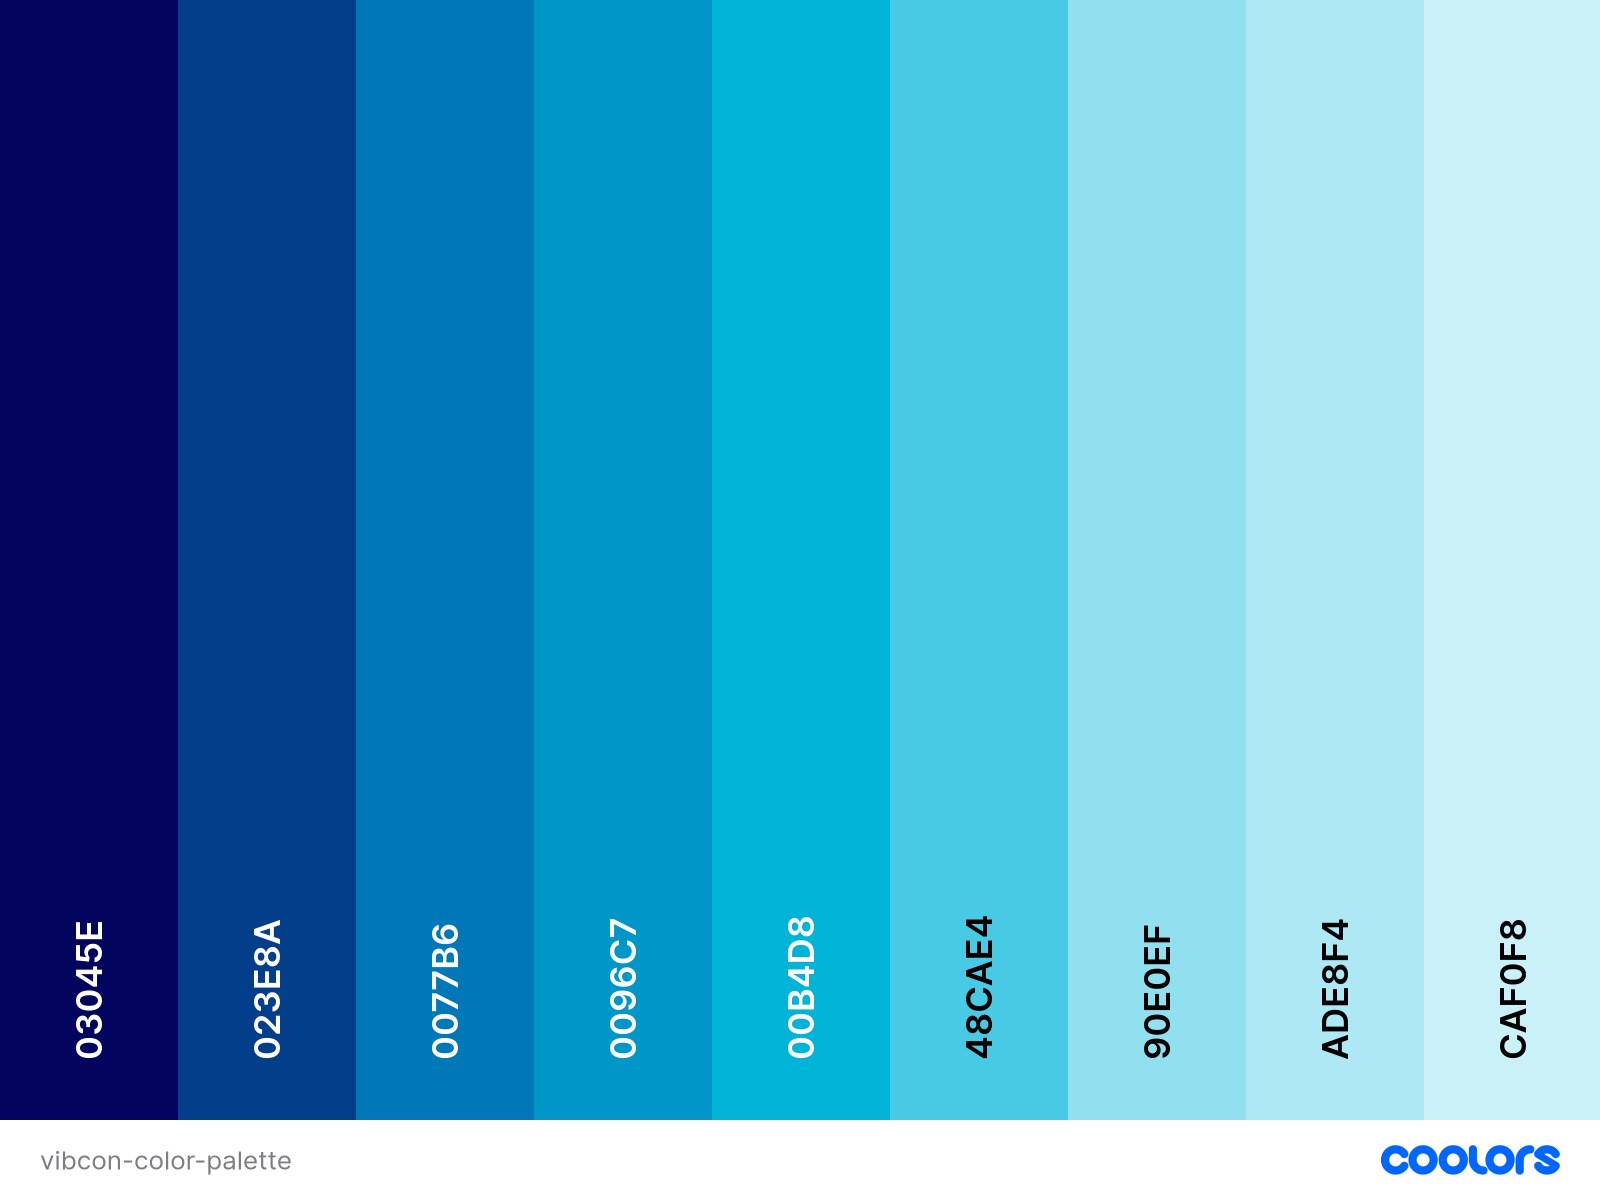 03045E
023E8A
0077B6
0096C7
00B4D8
48CAE4
90E0EF
ADE8F4
CAF0F8
vibcon-color-palette
coolors